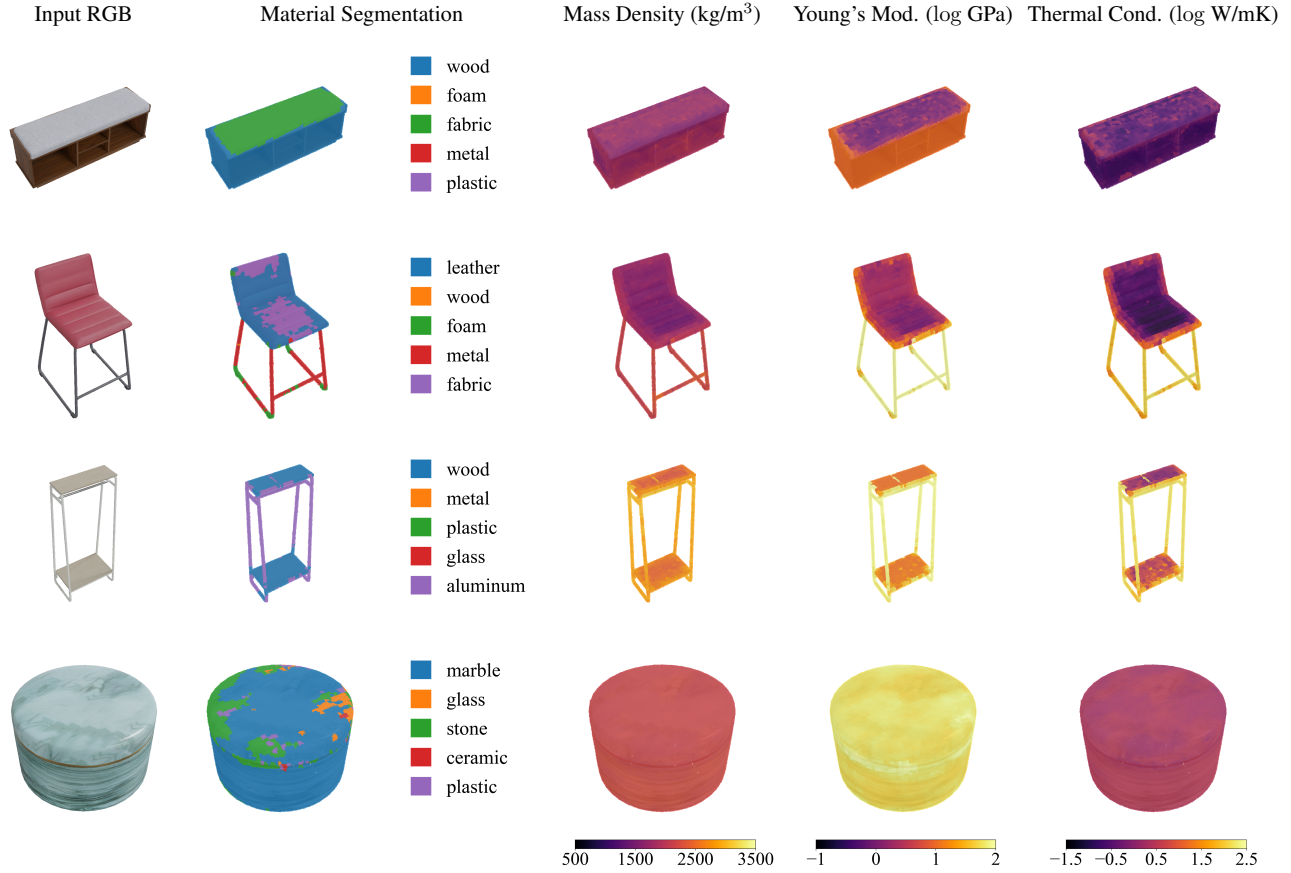 Input RGB
Material Segmentation
Mass Density (kg/m³)
Young's Mod. (log GPa)
Thermal Cond. (log W/mK)
wood
foam
fabric
metal
plastic
leather
wood
foam
metal
fabric
wood
metal
plastic
glass
aluminum
marble
glass
stone
ceramic
plastic
500 1500 2500 3500
−1 0 1 2
−1.5 −0.5 0.5 1.5 2.5